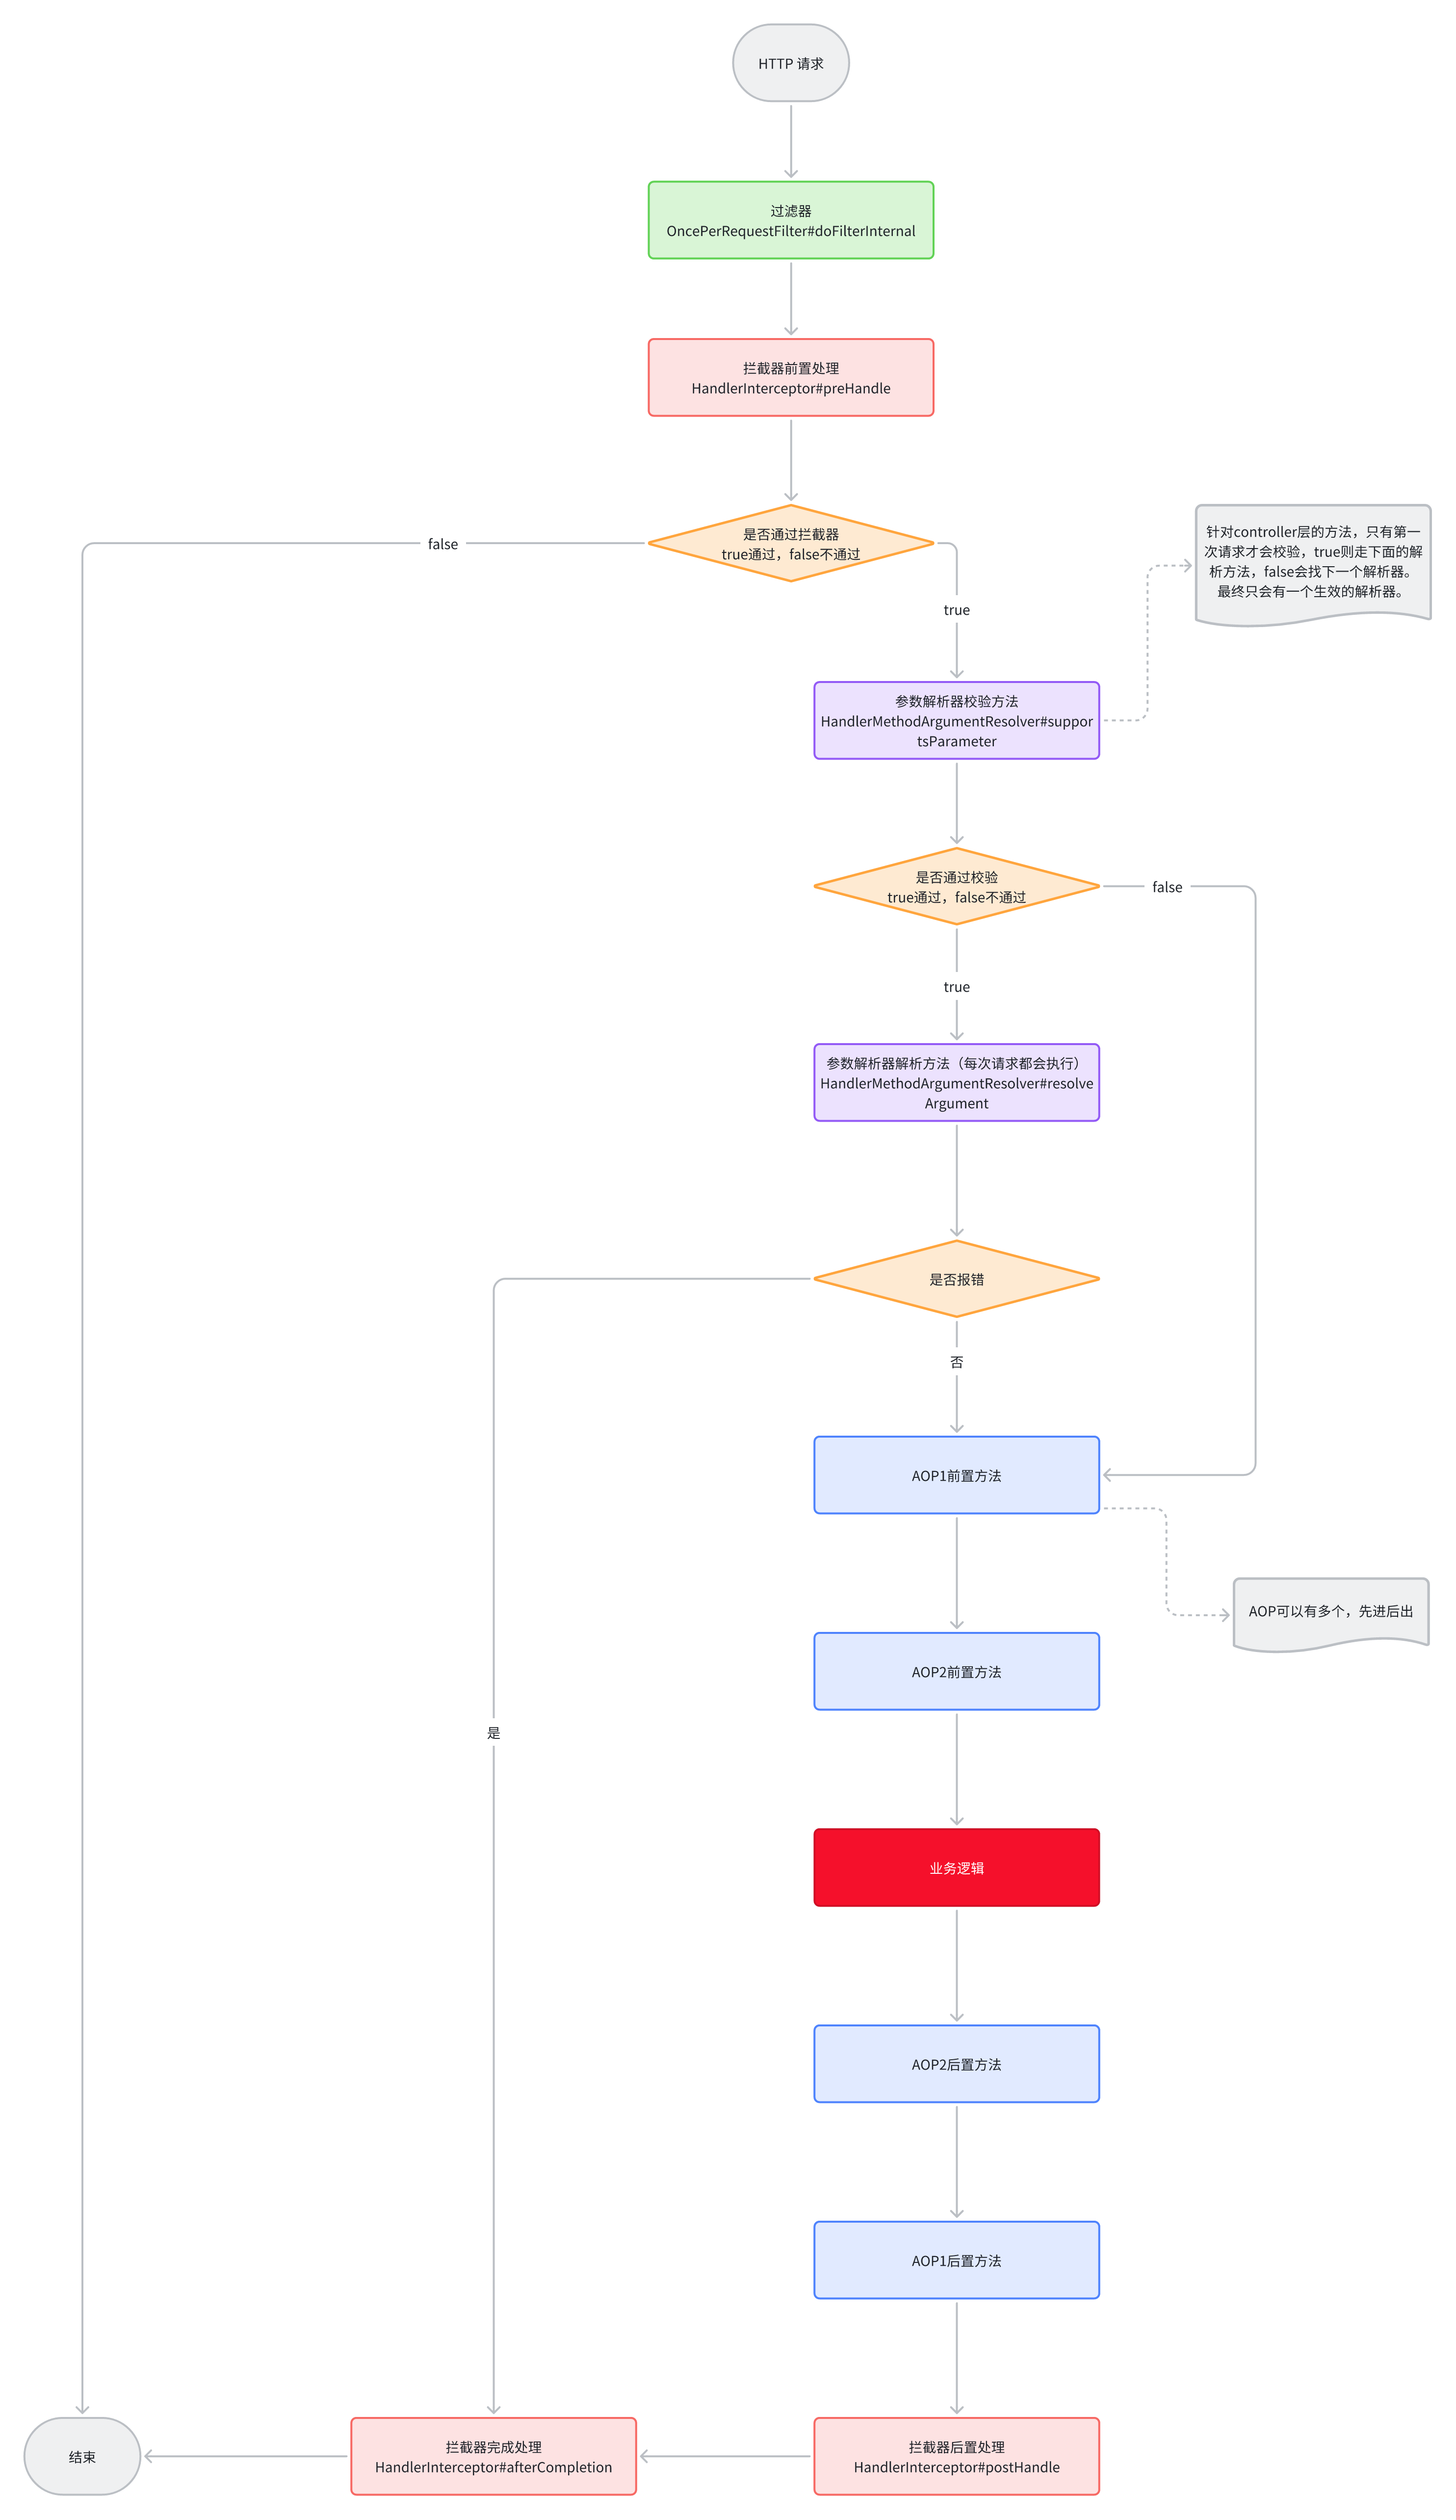 HTTP 请求
过滤器
OncePerRequestFilter#doFilterInternal
拦截器前置处理
HandlerInterceptor#preHandle
是否通过拦截器
true通过，false不通过
false
true
针对controller层的方法，只有第一
次请求才会校验，true则走下面的解
析方法，false会找下一个解析器。
最终只会有一个生效的解析器。
参数解析器校验方法
HandlerMethodArgumentResolver#suppor
tsParameter
是否通过校验
true通过，false不通过
false
true
参数解析器解析方法（每次请求都会执行）
HandlerMethodArgumentResolver#resolve
Argument
是否报错
否
AOP1前置方法
AOP可以有多个，先进后出
AOP2前置方法
是
业务逻辑
AOP2后置方法
AOP1后置方法
结束
拦截器完成处理
HandlerInterceptor#afterCompletion
拦截器后置处理
HandlerInterceptor#postHandle